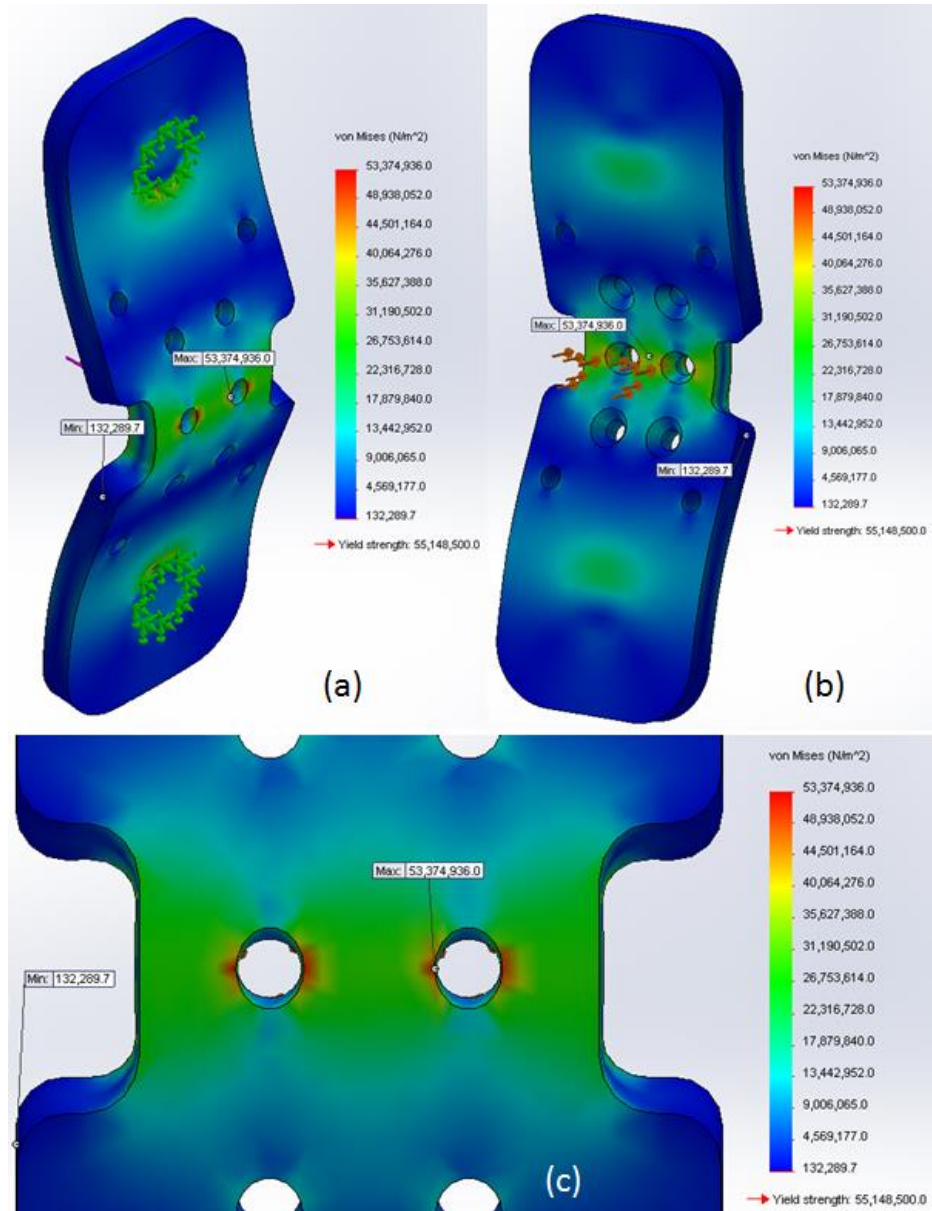 von Mises (N/m^2)
53,374,936.0
48,938,052.0
44,501,164.0
40,064,276.0
35,627,388.0
31,190,502.0
26,753,614.0
22,316,728.0
17,879,840.0
13,442,952.0
9,006,065.0
4,569,177.0
132,289.7
Yield strength: 55,148,500.0
Max: 53,374,936.0
Min: 132,289.7
(a)
von Mises (N/m^2)
53,374,936.0
48,938,052.0
44,501,164.0
40,064,276.0
35,627,388.0
31,190,502.0
26,753,614.0
22,316,728.0
17,879,840.0
13,442,952.0
9,006,065.0
4,569,177.0
132,289.7
Yield strength: 55,148,500.0
Max: 53,374,936.0
Min: 132,289.7
(b)
von Mises (N/m^2)
53,374,936.0
48,938,052.0
44,501,164.0
40,064,276.0
35,627,388.0
31,190,502.0
26,753,614.0
22,316,728.0
17,879,840.0
13,442,952.0
9,006,065.0
4,569,177.0
132,289.7
Yield strength: 55,148,500.0
Max: 53,374,936.0
Min: 132,289.7
(c)